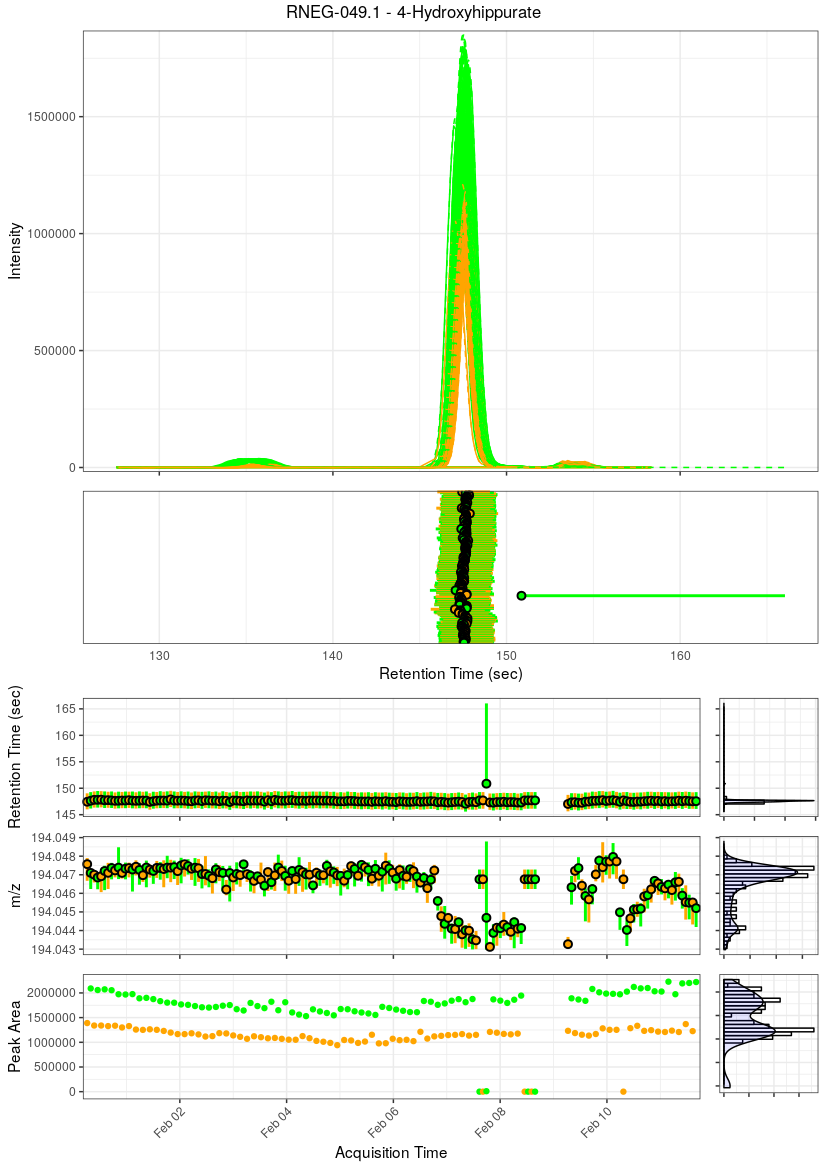 RNEG-049.1 - 4-Hydroxyhippurate
Intensity
1500000
1000000
500000
0
130
140
150
160
Retention Time (sec)
Retention Time (sec)
165
160
155
150
145
m/z
194.049
194.048
194.047
194.046
194.045
194.044
194.043
Peak Area
2000000
1500000
1000000
500000
0
Feb 02
Feb 04
Feb 06
Feb 08
Feb 10
Acquisition Time